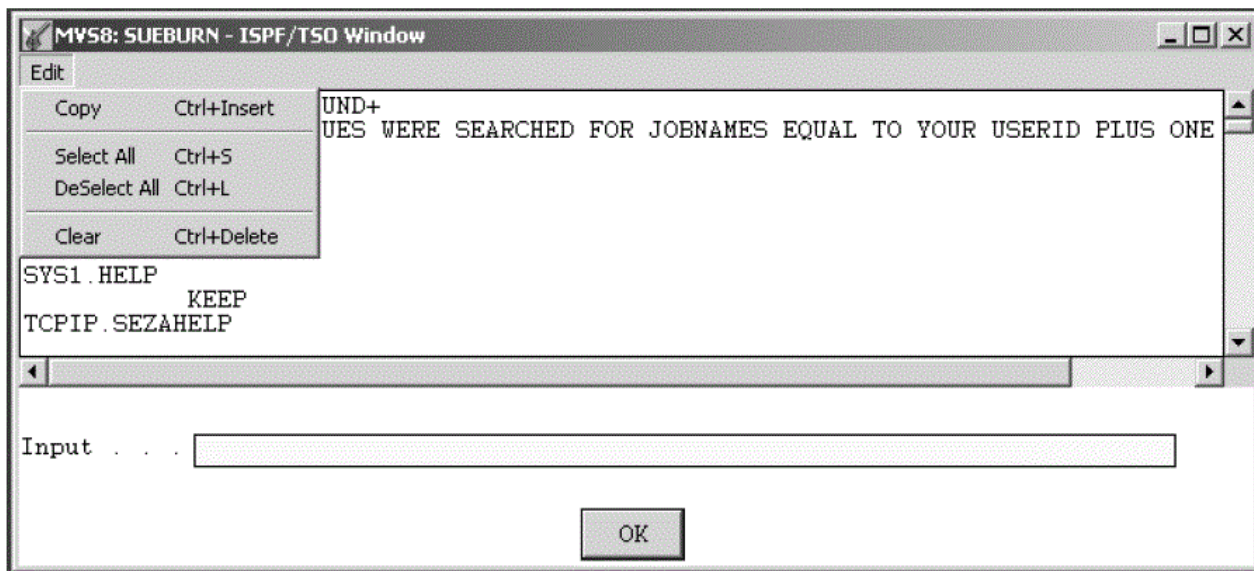 MVS8: SUEBURN - ISPF/TSO Window
Edit
Copy Ctrl+Insert
UND+
UES WERE SEARCHED FOR JOBNAMES EQUAL TO YOUR USERID PLUS ONE
Select All Ctrl+S
DeSelect All Ctrl+L
Clear Ctrl+Delete
SYS1.HELP
KEEP
TCPIP.SEZAHELP
Input . . .
OK